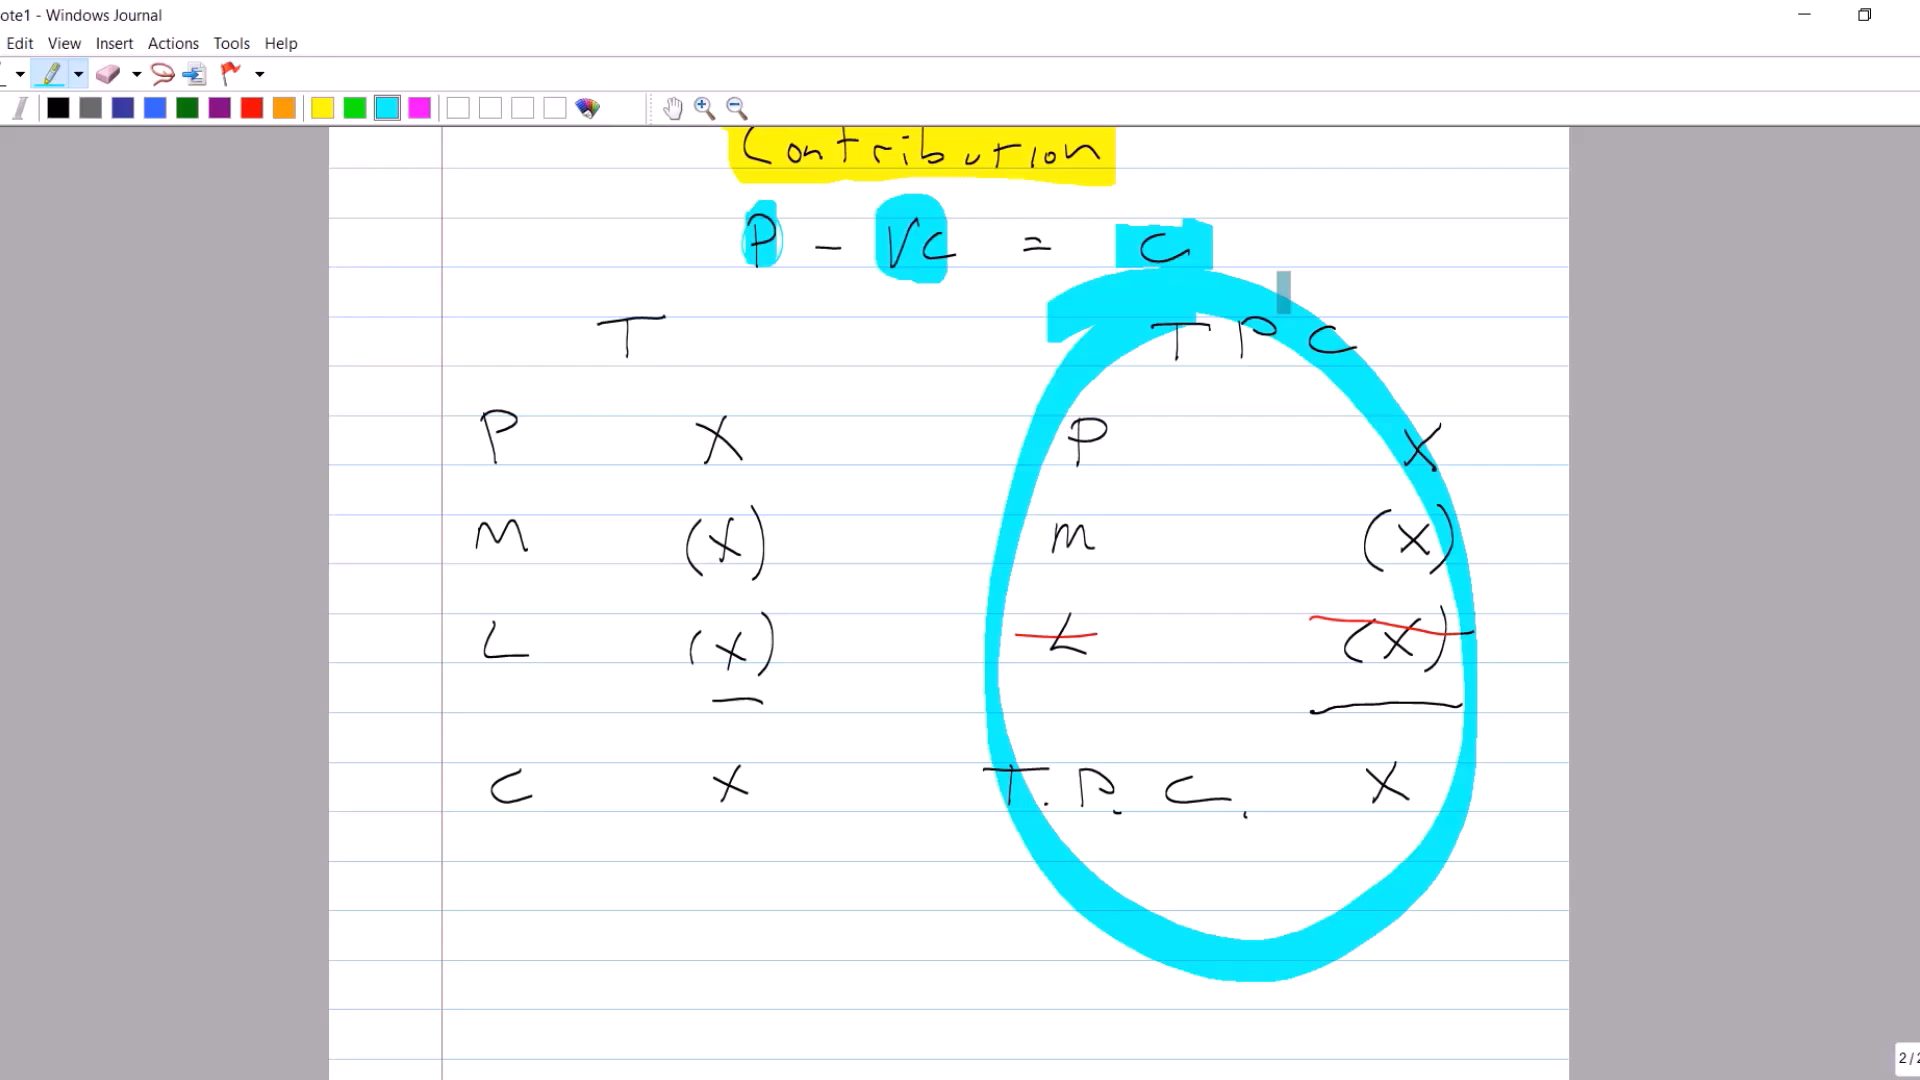 ote1 - Windows Journal
Edit View Insert Actions Tools Help
Contribution
P - VC = C
T TPC
P X P X
M (X) m (X)
L (X) L (X)
C X T.P.C. X
2/2